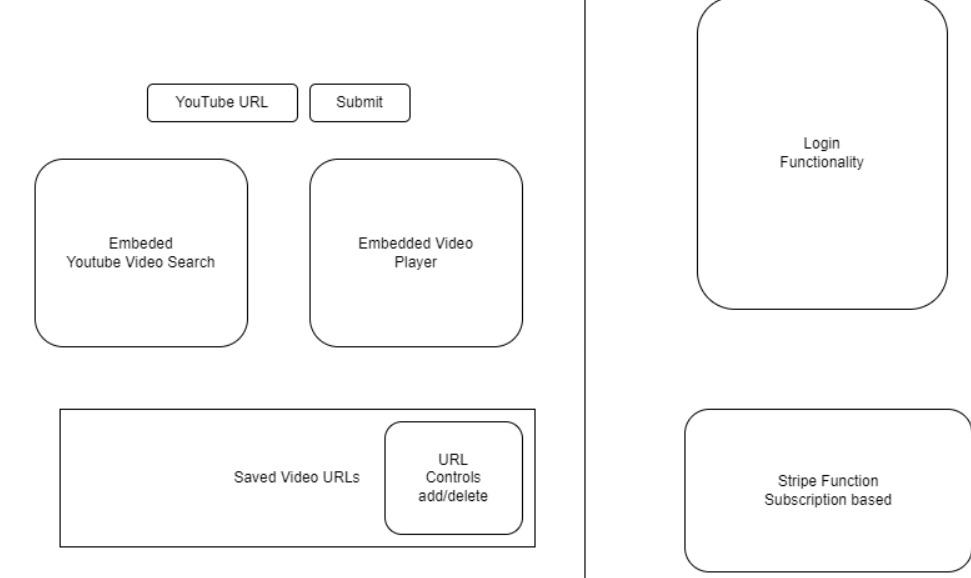 YouTube URL
Submit
Embeded
Youtube Video Search
Embedded Video
Player
Saved Video URLs
URL
Controls
add/delete
Login
Functionality
Stripe Function
Subscription based